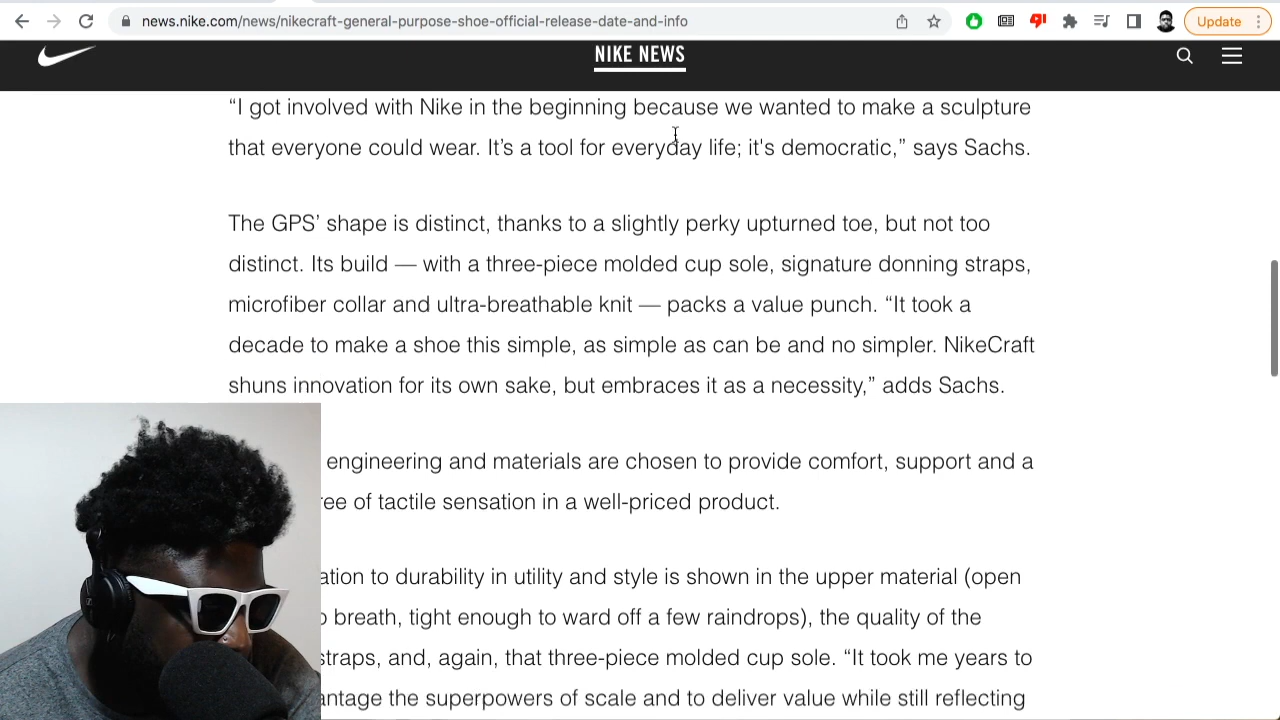 news.nike.com/news/nikecraft-general-purpose-shoe-official-release-date-and-info
Update
NIKE NEWS
“I got involved with Nike in the beginning because we wanted to make a sculpture
that everyone could wear. It’s a tool for everyday life; it's democratic,” says Sachs.
The GPS’ shape is distinct, thanks to a slightly perky upturned toe, but not too
distinct. Its build — with a three-piece molded cup sole, signature donning straps,
microfiber collar and ultra-breathable knit — packs a value punch. “It took a
decade to make a shoe this simple, as simple as can be and no simpler. NikeCraft
shuns innovation for its own sake, but embraces it as a necessity,” adds Sachs.
engineering and materials are chosen to provide comfort, support and a
of tactile sensation in a well-priced product.
to durability in utility and style is shown in the upper material (open
breath, tight enough to ward off a few raindrops), the quality of the
straps, and, again, that three-piece molded cup sole. “It took me years to
the superpowers of scale and to deliver value while still reflecting